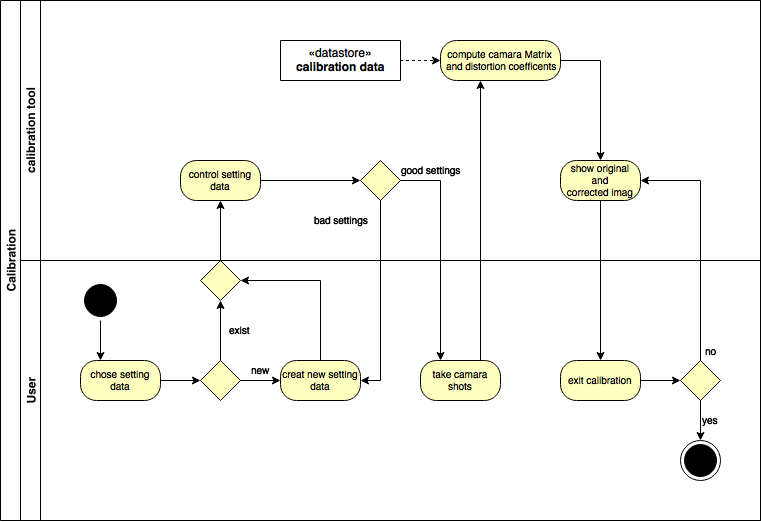 Calibration
calibration tool
«datastore»
calibration data
compute camara Matrix
and distortion coefficents
control setting
data
good settings
bad settings
show original
and
corrected imag
User
chose setting
data
exist
new
creat new setting
data
take camara
shots
exit calibration
no
yes